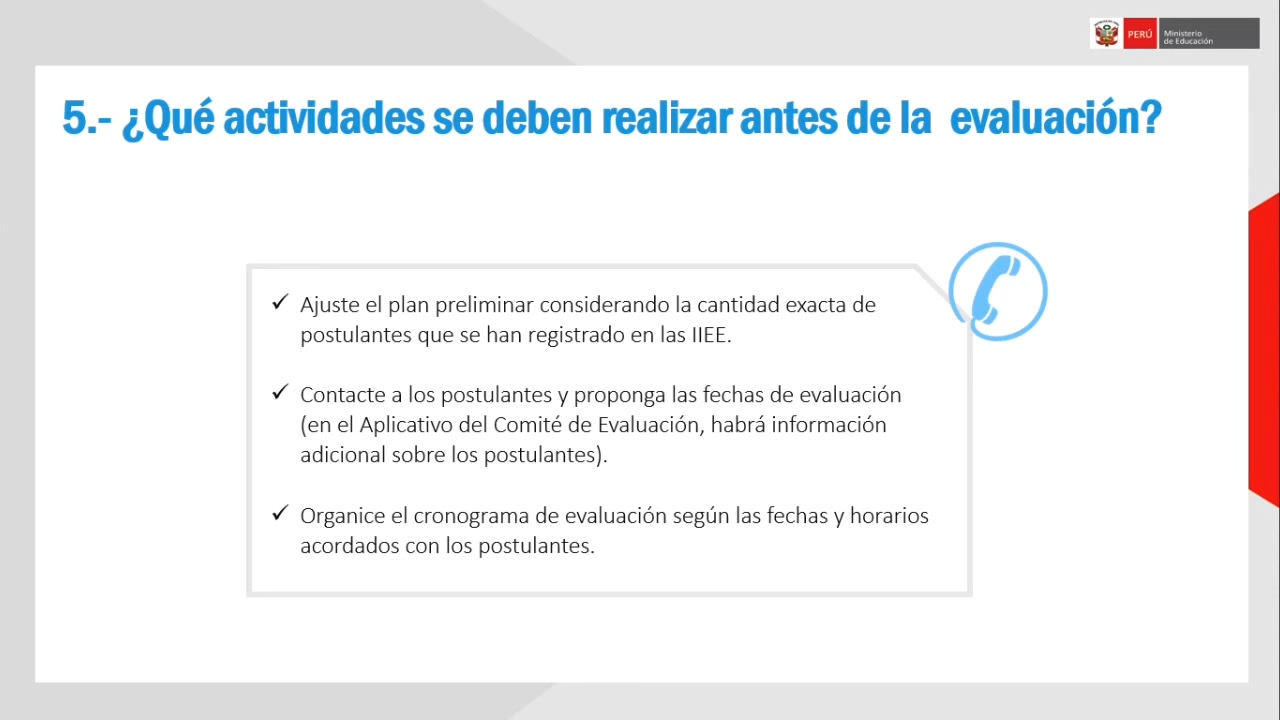 PERÚ
Ministerio
de Educación
5.- ¿Qué actividades se deben realizar antes de la evaluación?
✓ Ajuste el plan preliminar considerando la cantidad exacta de
postulantes que se han registrado en las IIEE.
✓ Contacte a los postulantes y proponga las fechas de evaluación
(en el Aplicativo del Comité de Evaluación, habrá información
adicional sobre los postulantes).
✓ Organice el cronograma de evaluación según las fechas y horarios
acordados con los postulantes.